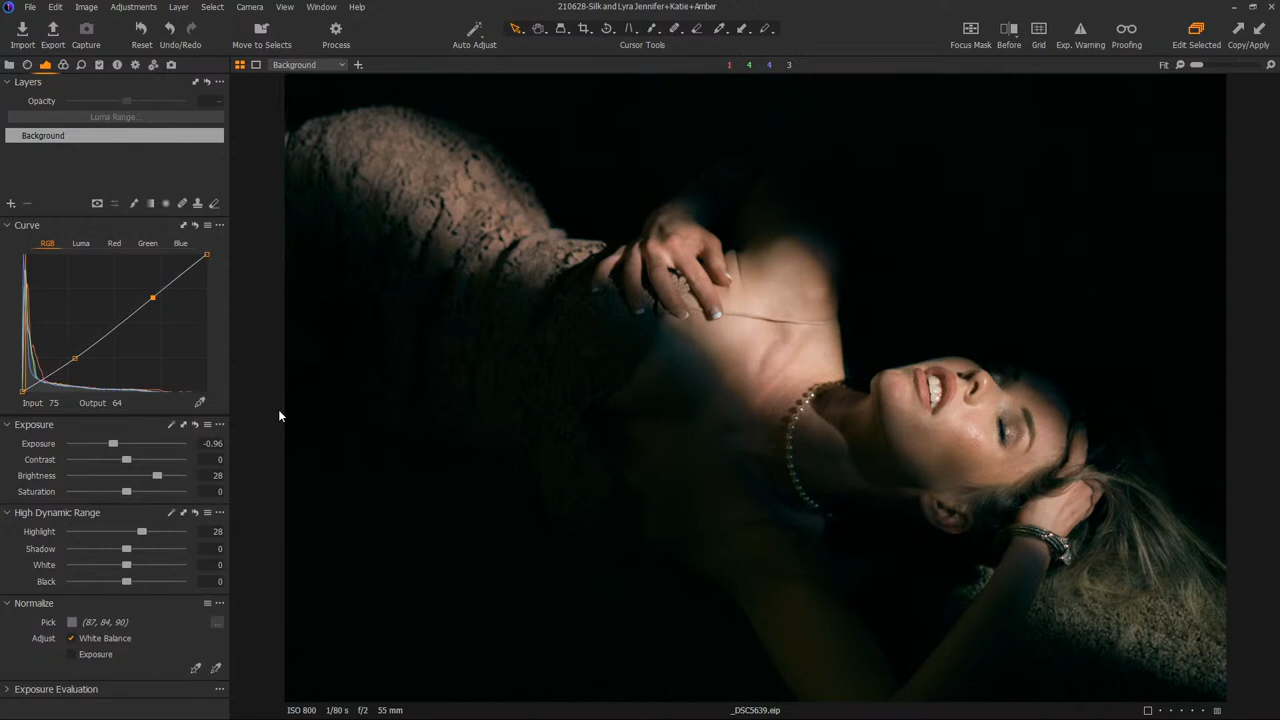 File Edit Image Adjustments Layer Select Camera View Window Help
210628-Silk and Lyra Jennifer+Katie+Amber
Import Export Capture Reset Undo/Redo Move to Selects Process Auto Adjust Cursor Tools Focus Mask Before Grid Exp. Warning Proofing Edit Selected Copy/Apply
Background 1 4 4 3 Fit
Layers
Opacity
Luma Range...
Background
Curve
RGB Luma Red Green Blue
Input 75 Output 64
Exposure
Exposure -0.96
Contrast 0
Brightness 28
Saturation 0
High Dynamic Range
Highlight 28
Shadow 0
White 0
Black 0
Normalize
Pick (87, 84, 90) ...
Adjust White Balance
Exposure
Exposure Evaluation
ISO 800 1/80 s f/2 55 mm _DSC5639.eip